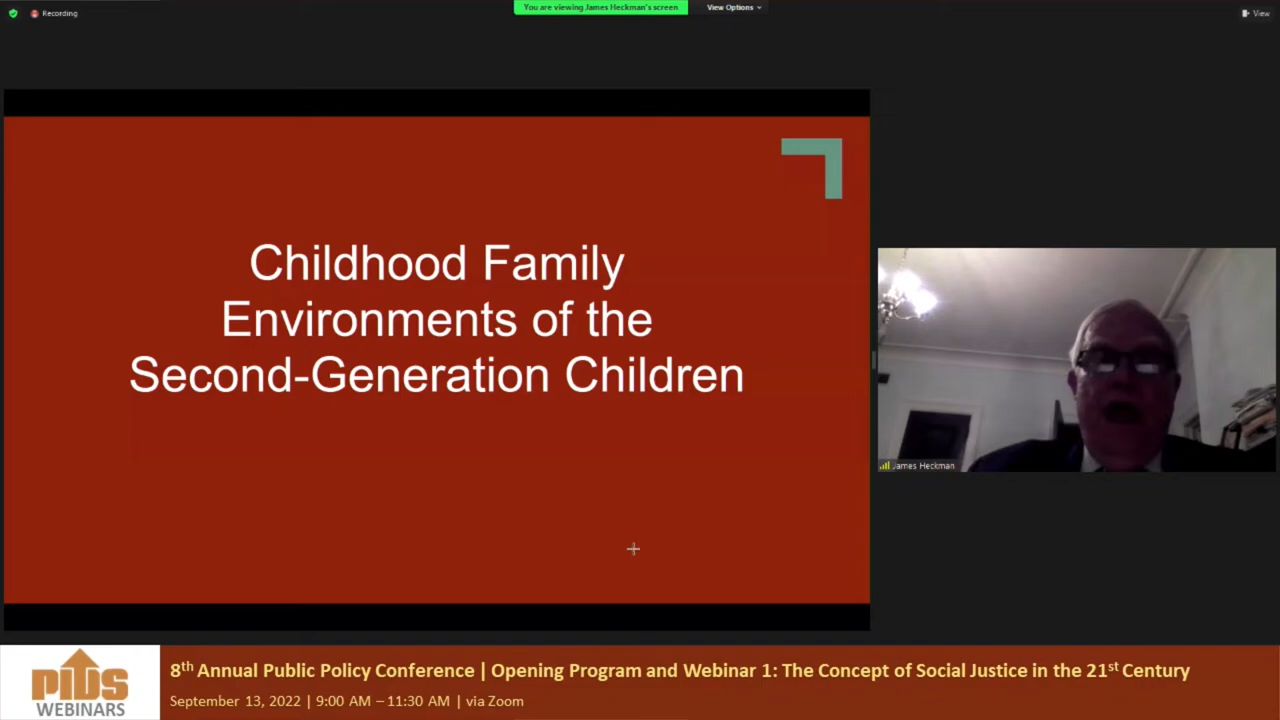 Recording
You are viewing James Heckman's screen
View Options
View
Childhood Family
Environments of the
Second-Generation Children
James Heckman
PIDS
WEBINARS
8th Annual Public Policy Conference | Opening Program and Webinar 1: The Concept of Social Justice in the 21st Century
September 13, 2022 | 9:00 AM – 11:30 AM | via Zoom